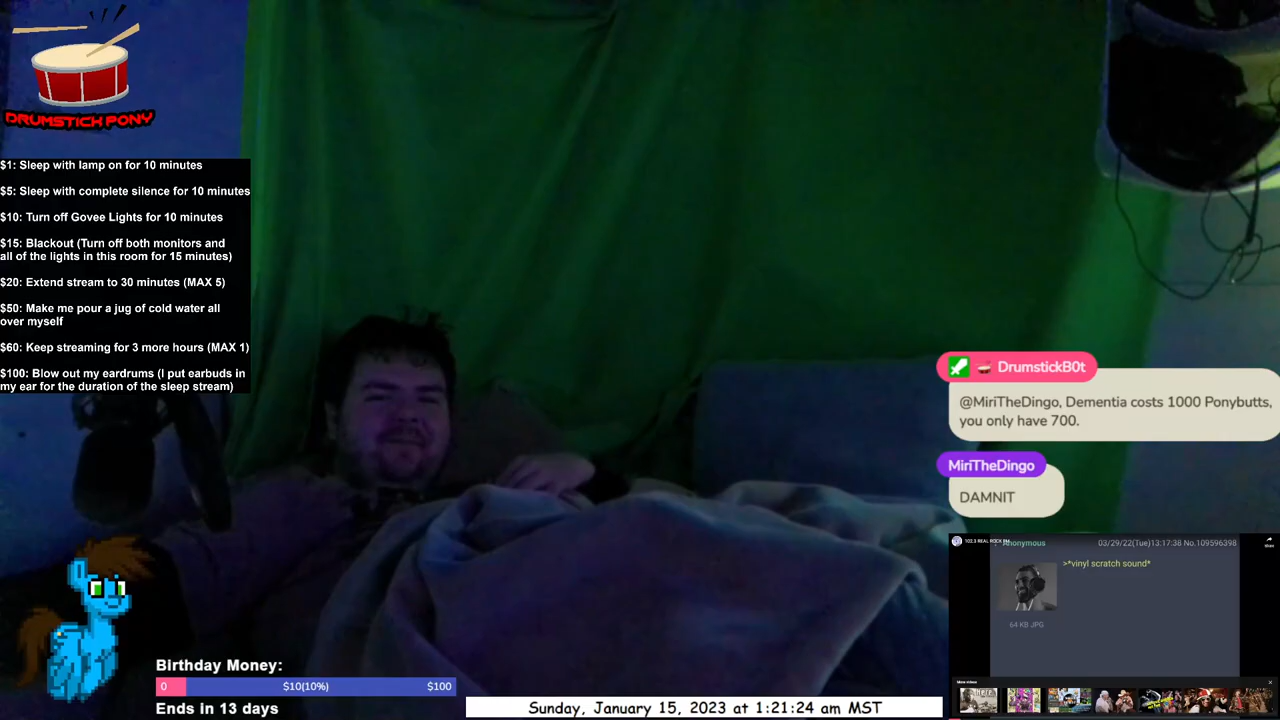 DRUMSTICK PONY
$1: Sleep with lamp on for 10 minutes
$5: Sleep with complete silence for 10 minutes
$10: Turn off Govee Lights for 10 minutes
$15: Blackout (Turn off both monitors and
all of the lights in this room for 15 minutes)
$20: Extend stream to 30 minutes (MAX 5)
$50: Make me pour a jug of cold water all
over myself
$60: Keep streaming for 3 more hours (MAX 1)
$100: Blow out my eardrums (I put earbuds in
my ear for the duration of the sleep stream)
DrumstickB0t
@MiriTheDingo, Dementia costs 1000 Ponybutts,
you only have 700.
MiriTheDingo
DAMNIT
102.3 REAL ROCK
Anonymous 03/29/22(Tue)13:17:38 No.109596398
>*vinyl scratch sound*
64 KB JPG
More videos
Birthday Money:
0 $10(10%) $100
Ends in 13 days
Sunday, January 15, 2023 at 1:21:24 am MST